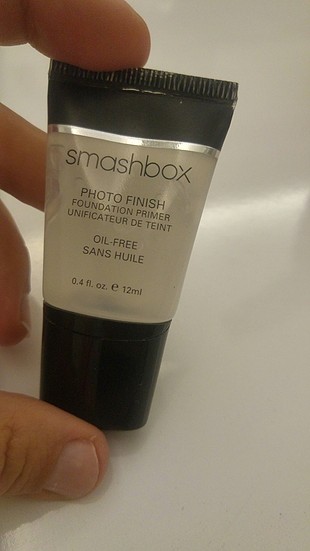 smashbox
PHOTO FINISH
FOUNDATION PRIMER
UNIFICATEUR DE TEINT
OIL-FREE
SANS HUILE
0.4 fl. oz. ℮ 12ml